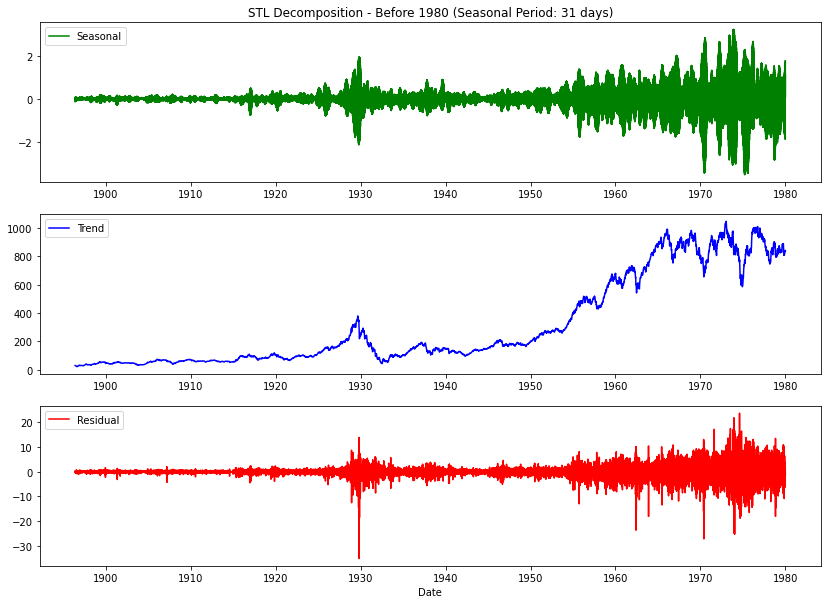 STL Decomposition - Before 1980 (Seasonal Period: 31 days)
Seasonal
2
0
−2
1900 1910 1920 1930 1940 1950 1960 1970 1980
Trend
1000
800
600
400
200
0
1900 1910 1920 1930 1940 1950 1960 1970 1980
Residual
20
10
0
−10
−20
−30
1900 1910 1920 1930 1940 1950 1960 1970 1980
Date